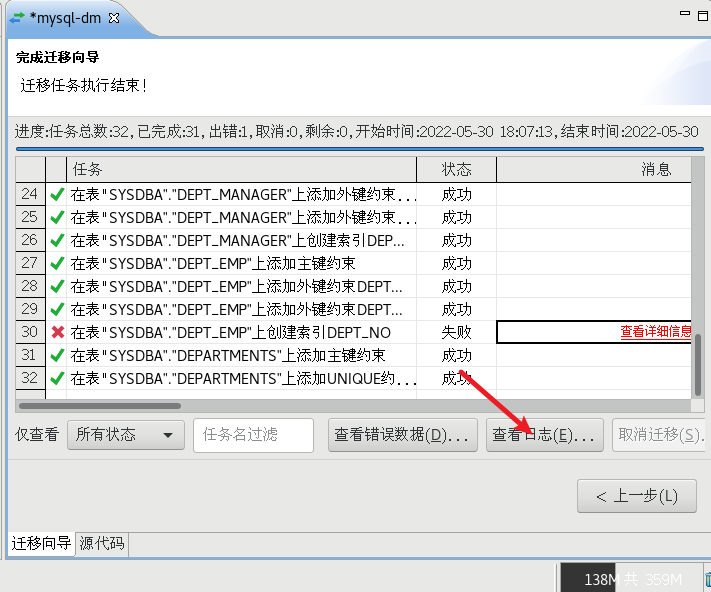 *mysql-dm
完成迁移向导
迁移任务执行结束！
进度:任务总数:32,已完成:31,出错:1,取消:0,剩余:0,开始时间:2022-05-30 18:07:13,结束时间:2022-05-30
任务 状态 消息
24 在表"SYSDBA"."DEPT_MANAGER"上添加外键约束... 成功
25 在表"SYSDBA"."DEPT_MANAGER"上添加外键约束... 成功
26 在表"SYSDBA"."DEPT_MANAGER"上创建索引DEP... 成功
27 在表"SYSDBA"."DEPT_EMP"上添加主键约束 成功
28 在表"SYSDBA"."DEPT_EMP"上添加外键约束DEPT... 成功
29 在表"SYSDBA"."DEPT_EMP"上添加外键约束DEPT... 成功
30 在表"SYSDBA"."DEPT_EMP"上创建索引DEPT_NO 失败 查看详细信息
31 在表"SYSDBA"."DEPARTMENTS"上添加主键约束 成功
32 在表"SYSDBA"."DEPARTMENTS"上添加UNIQUE约... 成功
仅查看 所有状态 任务名过滤 查看错误数据(D)... 查看日志(E)... 取消迁移(S).
< 上一步(L)
迁移向导 源代码
138M 共 359M